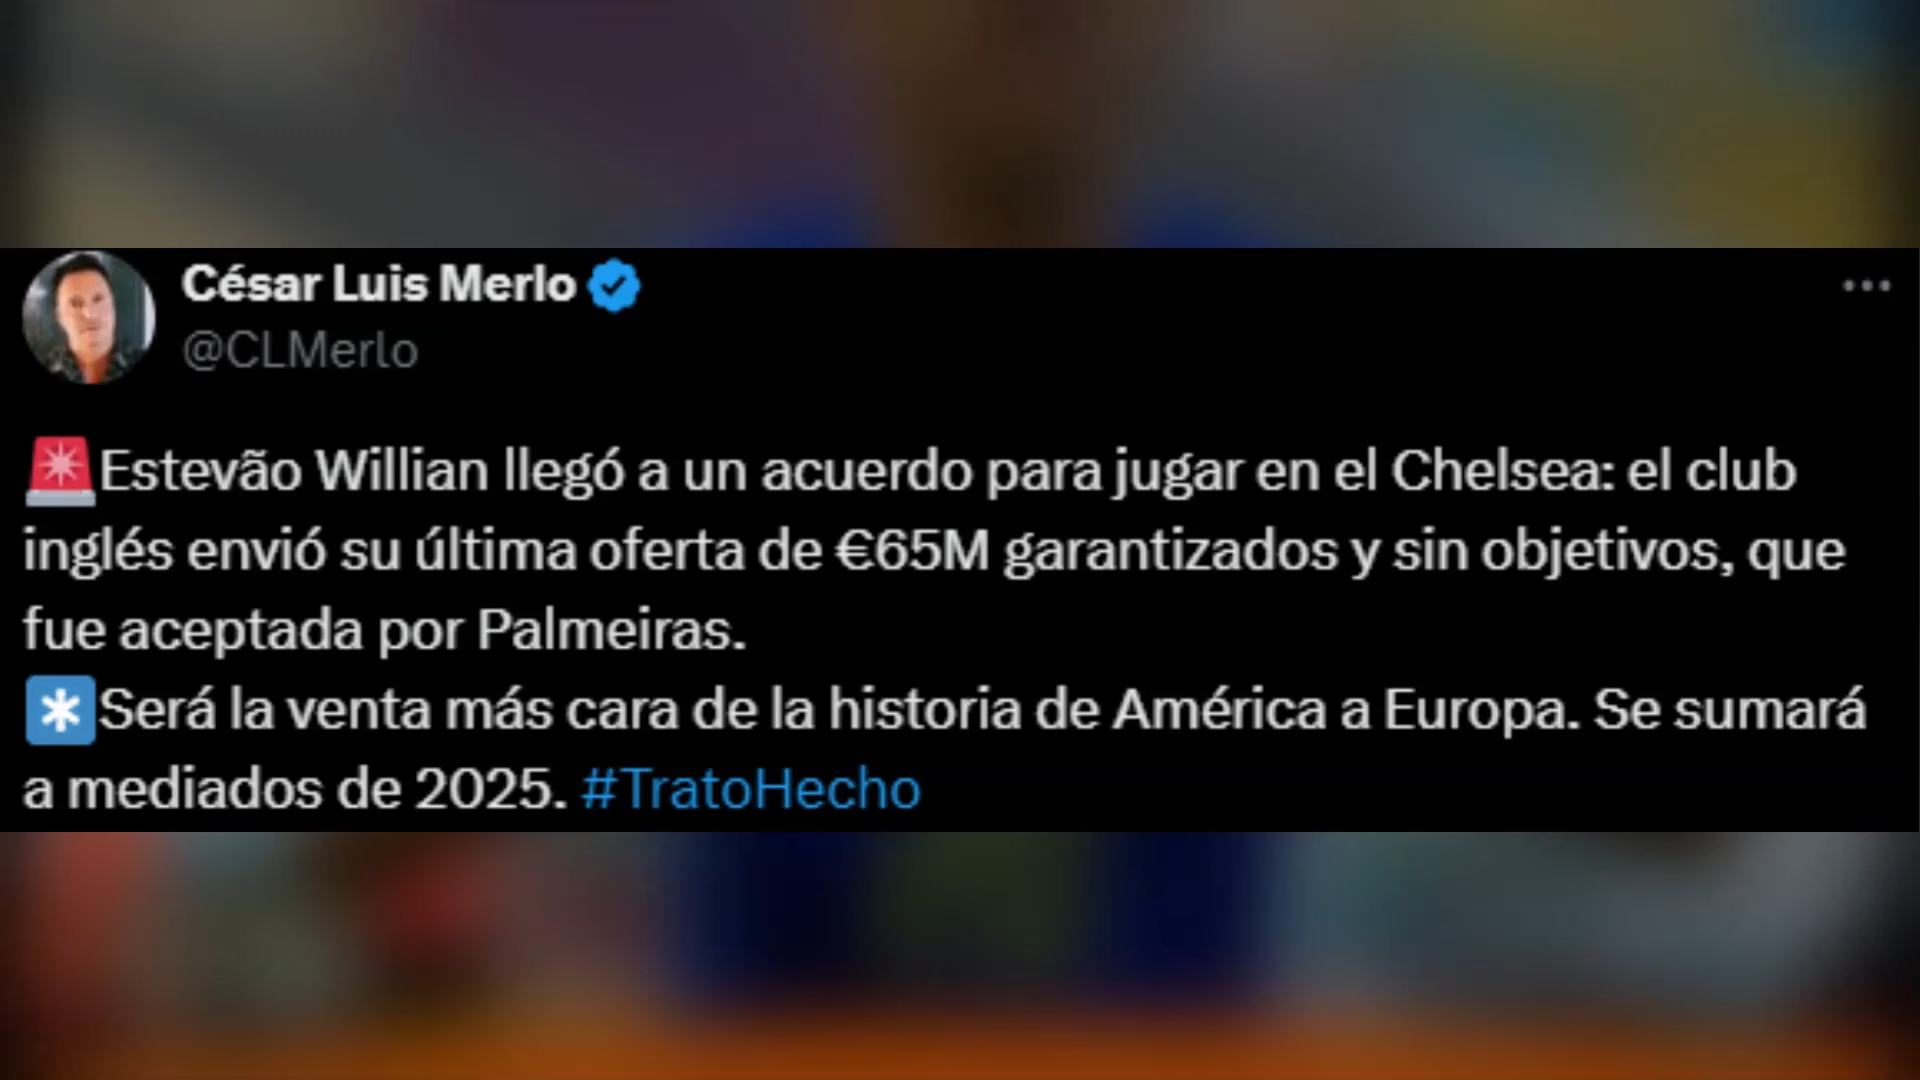 César Luis Merlo
@CLMerlo
🚨Estevão Willian llegó a un acuerdo para jugar en el Chelsea: el club
inglés envió su última oferta de €65M garantizados y sin objetivos, que
fue aceptada por Palmeiras.
*️⃣Será la venta más cara de la historia de América a Europa. Se sumará
a mediados de 2025. #TratoHecho